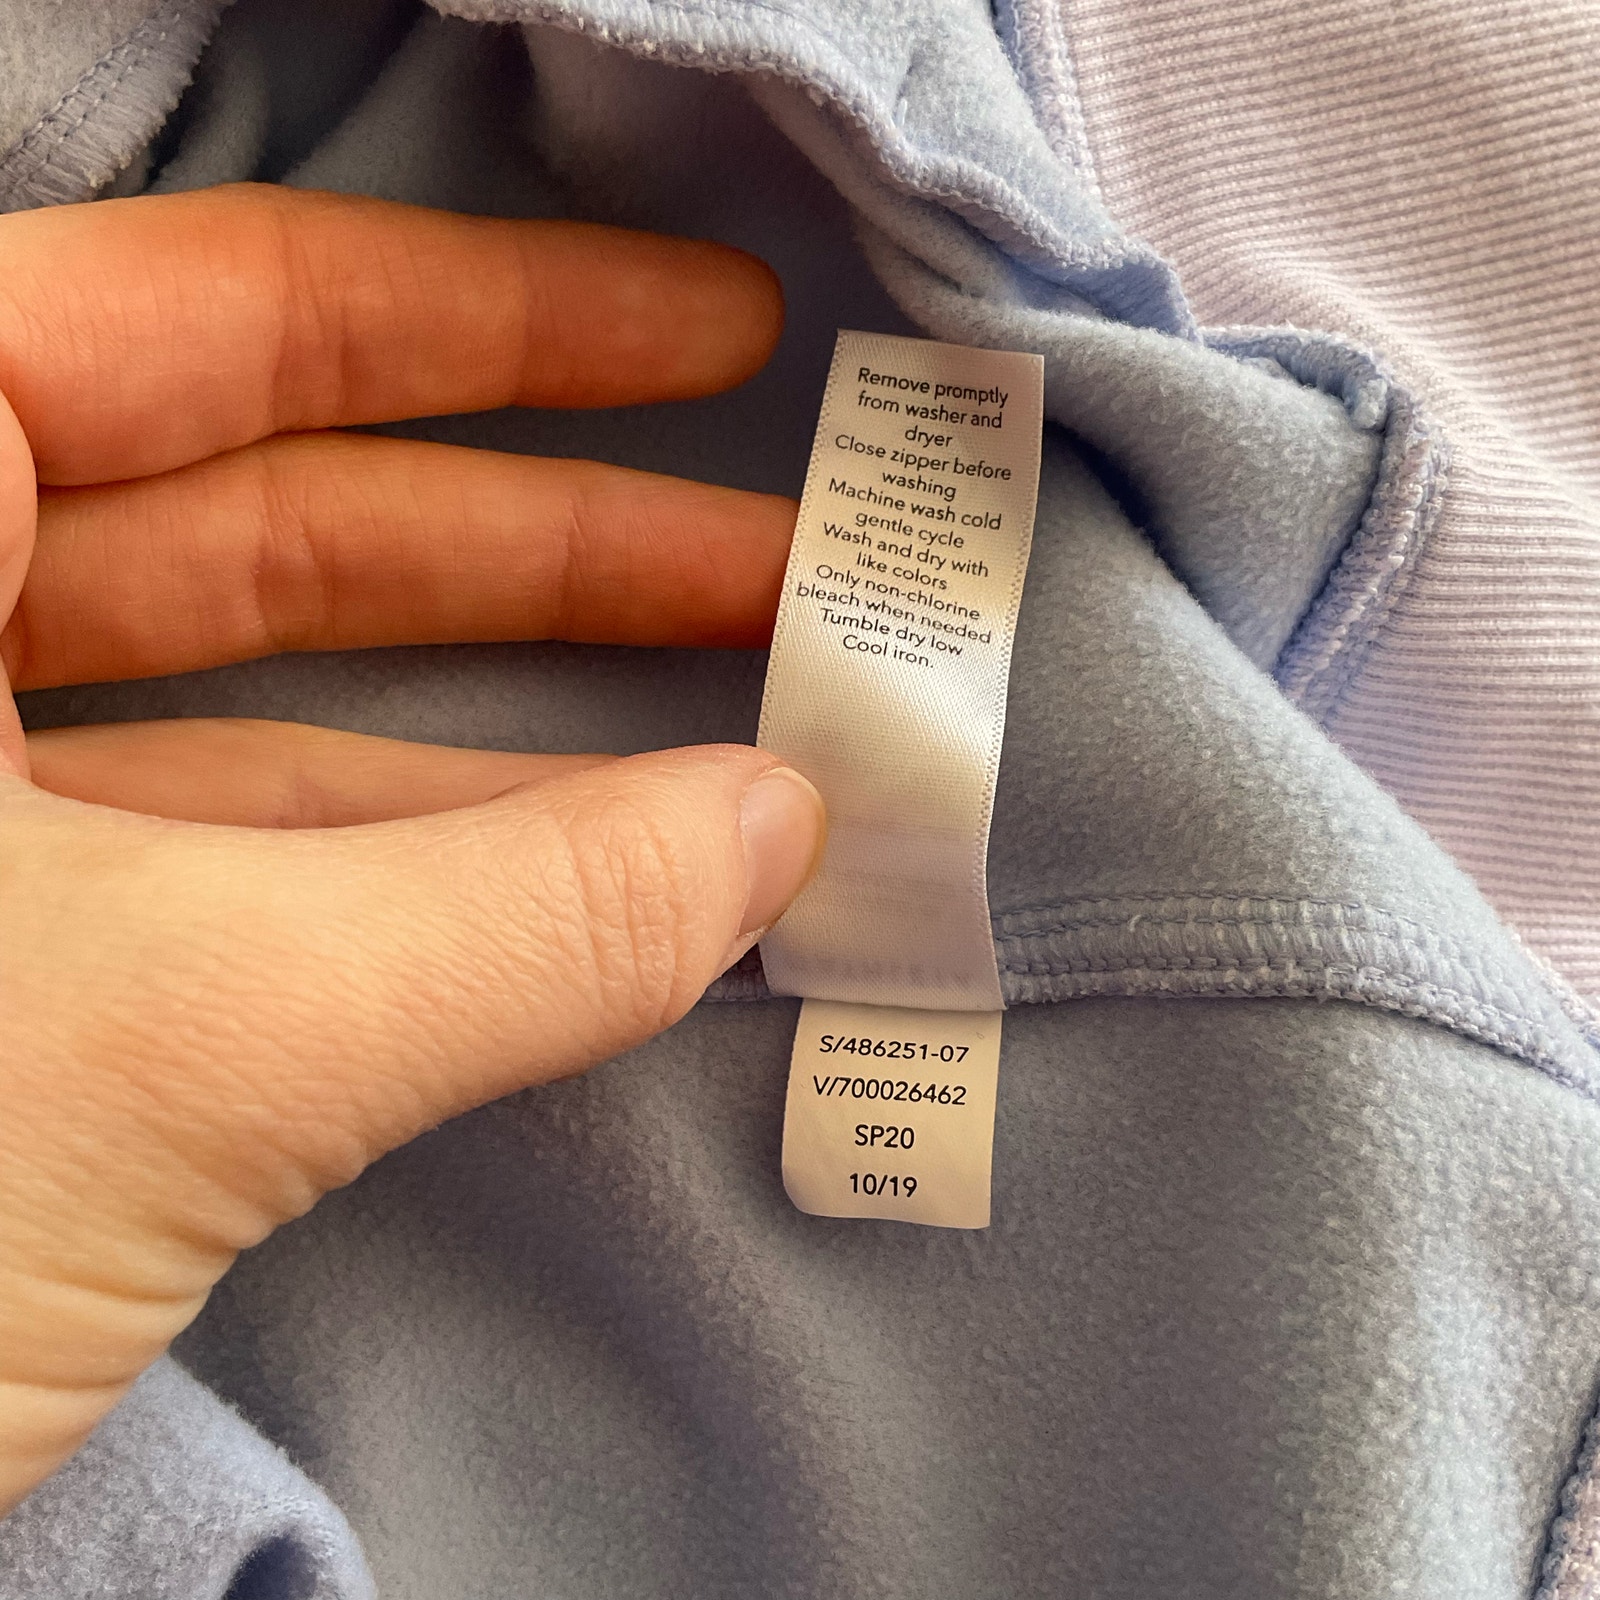 Remove promptly
from washer and
dryer
Close zipper before
washing
Machine wash cold
gentle cycle
Wash and dry with
like colors
Only non-chlorine
bleach when needed
Tumble dry low
Cool iron.
S/486251-07
V/700026462
SP20
10/19